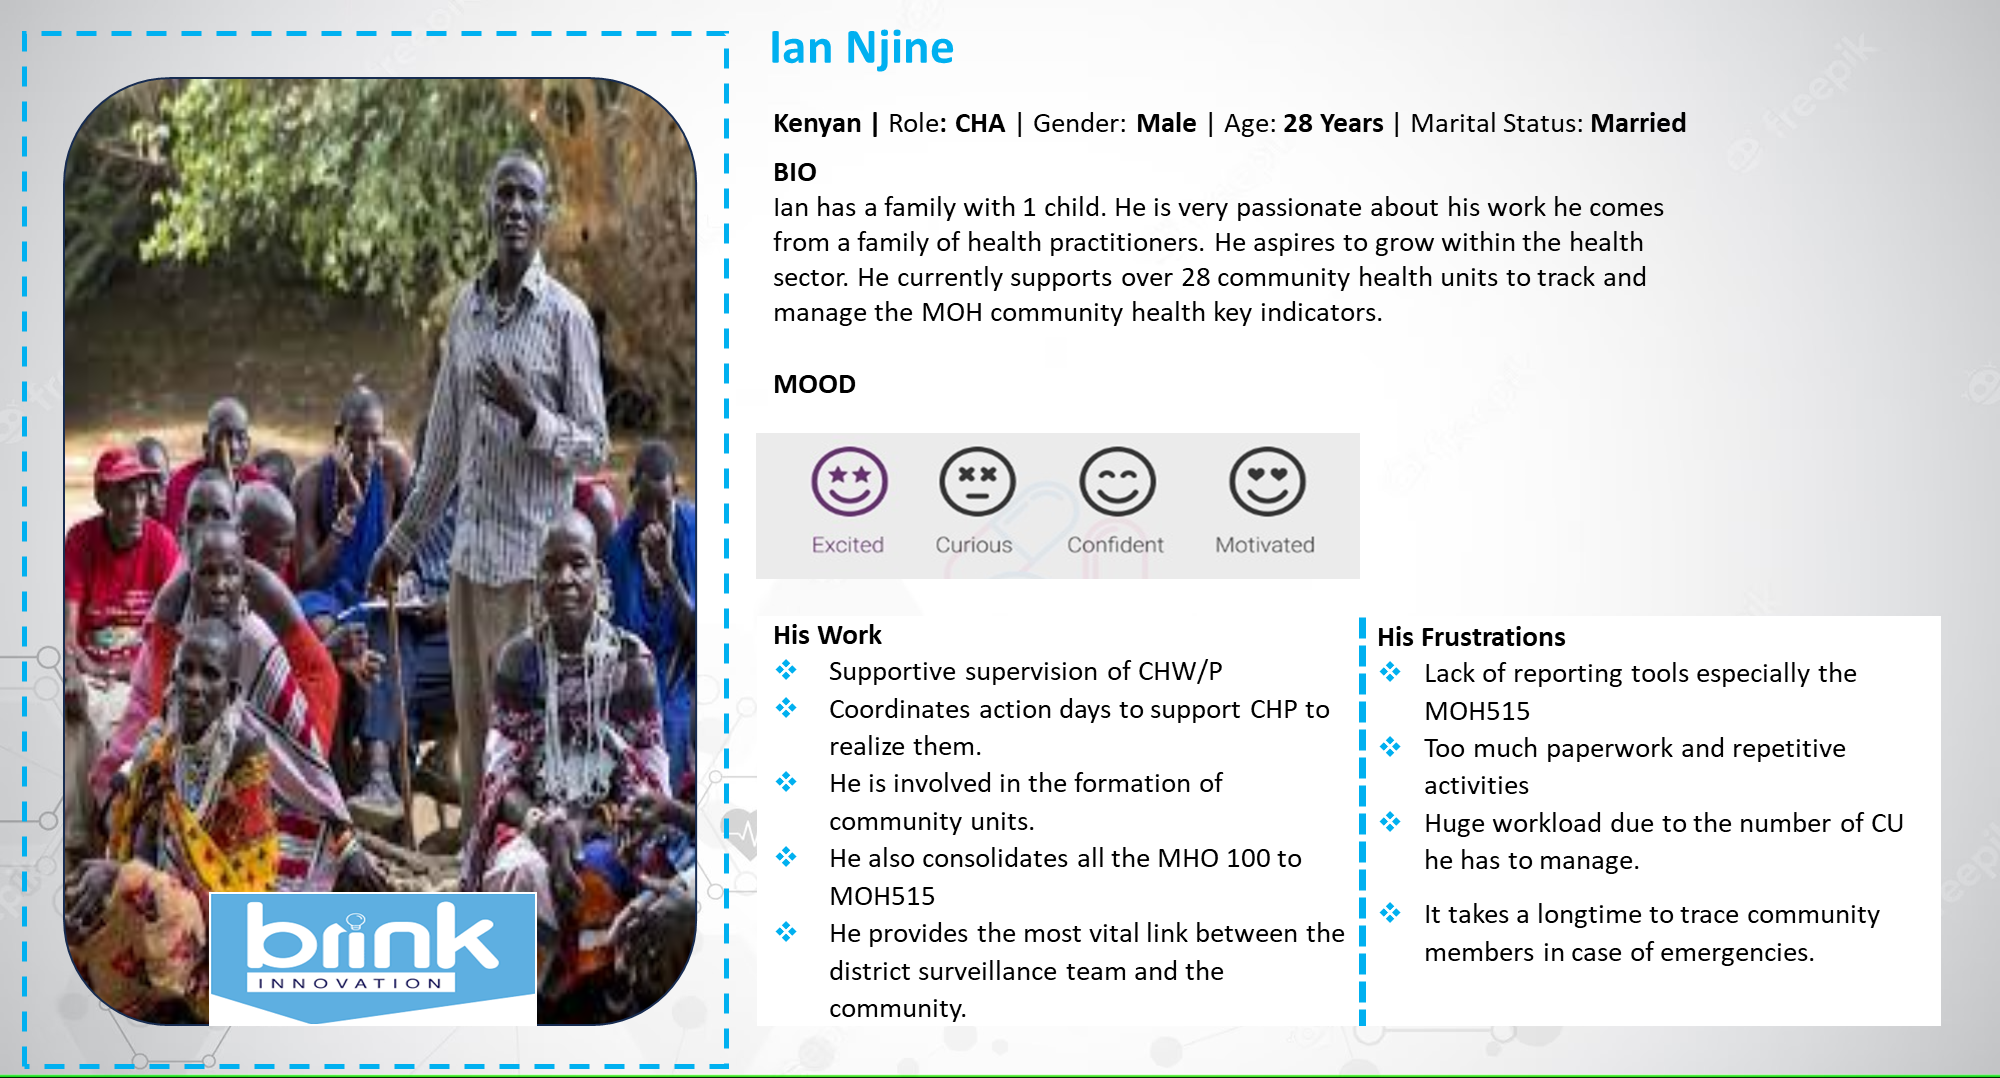 Ian Njine
Kenyan | Role: CHA | Gender: Male | Age: 28 Years | Marital Status: Married
BIO
Ian has a family with 1 child. He is very passionate about his work he comes
from a family of health practitioners. He aspires to grow within the health
sector. He currently supports over 28 community health units to track and
manage the MOH community health key indicators.
MOOD
Excited Curious Confident Motivated
His Work
Supportive supervision of CHW/P
Coordinates action days to support CHP to
realize them.
He is involved in the formation of
community units.
He also consolidates all the MHO 100 to
MOH515
He provides the most vital link between the
district surveillance team and the
community.
His Frustrations
Lack of reporting tools especially the
MOH515
Too much paperwork and repetitive
activities
Huge workload due to the number of CU
he has to manage.
It takes a longtime to trace community
members in case of emergencies.
brink
INNOVATION
freepik